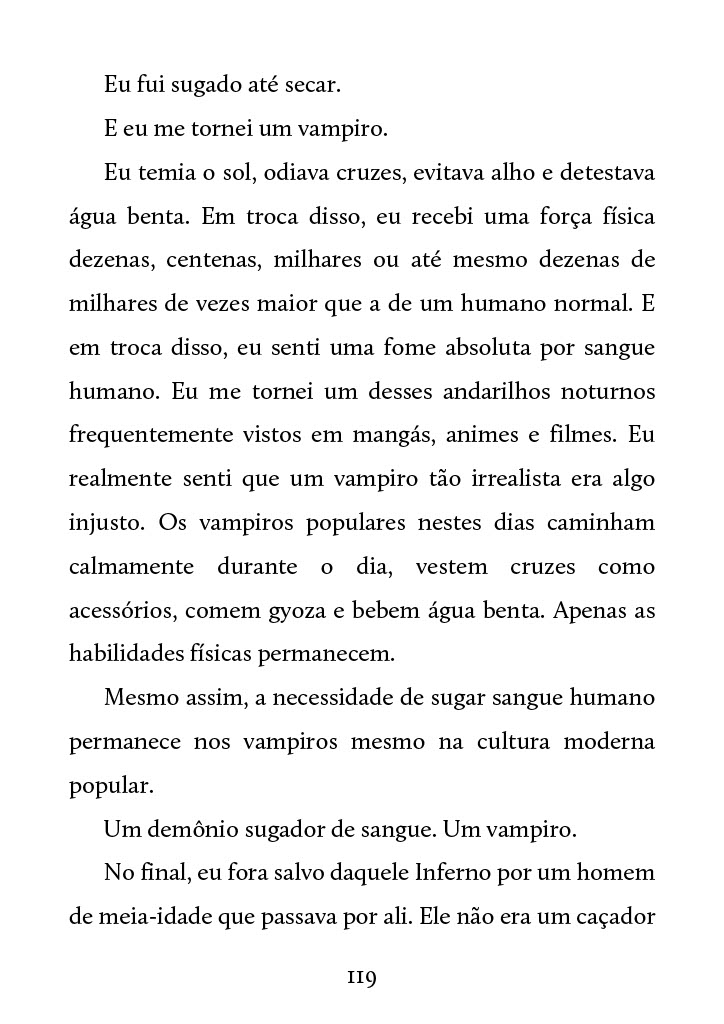 Eu fui sugado até secar.
E eu me tornei um vampiro.
Eu temia o sol, odiava cruzes, evitava alho e detestava
água benta. Em troca disso, eu recebi uma força física
dezenas, centenas, milhares ou até mesmo dezenas de
milhares de vezes maior que a de um humano normal. E
em troca disso, eu senti uma fome absoluta por sangue
humano. Eu me tornei um desses andarilhos noturnos
frequentemente vistos em mangás, animes e filmes. Eu
realmente senti que um vampiro tão irrealista era algo
injusto. Os vampiros populares nestes dias caminham
calmamente durante o dia, vestem cruzes como
acessórios, comem gyoza e bebem água benta. Apenas as
habilidades físicas permanecem.
Mesmo assim, a necessidade de sugar sangue humano
permanece nos vampiros mesmo na cultura moderna
popular.
Um demônio sugador de sangue. Um vampiro.
No final, eu fora salvo daquele Inferno por um homem
de meia-idade que passava por ali. Ele não era um caçador
119